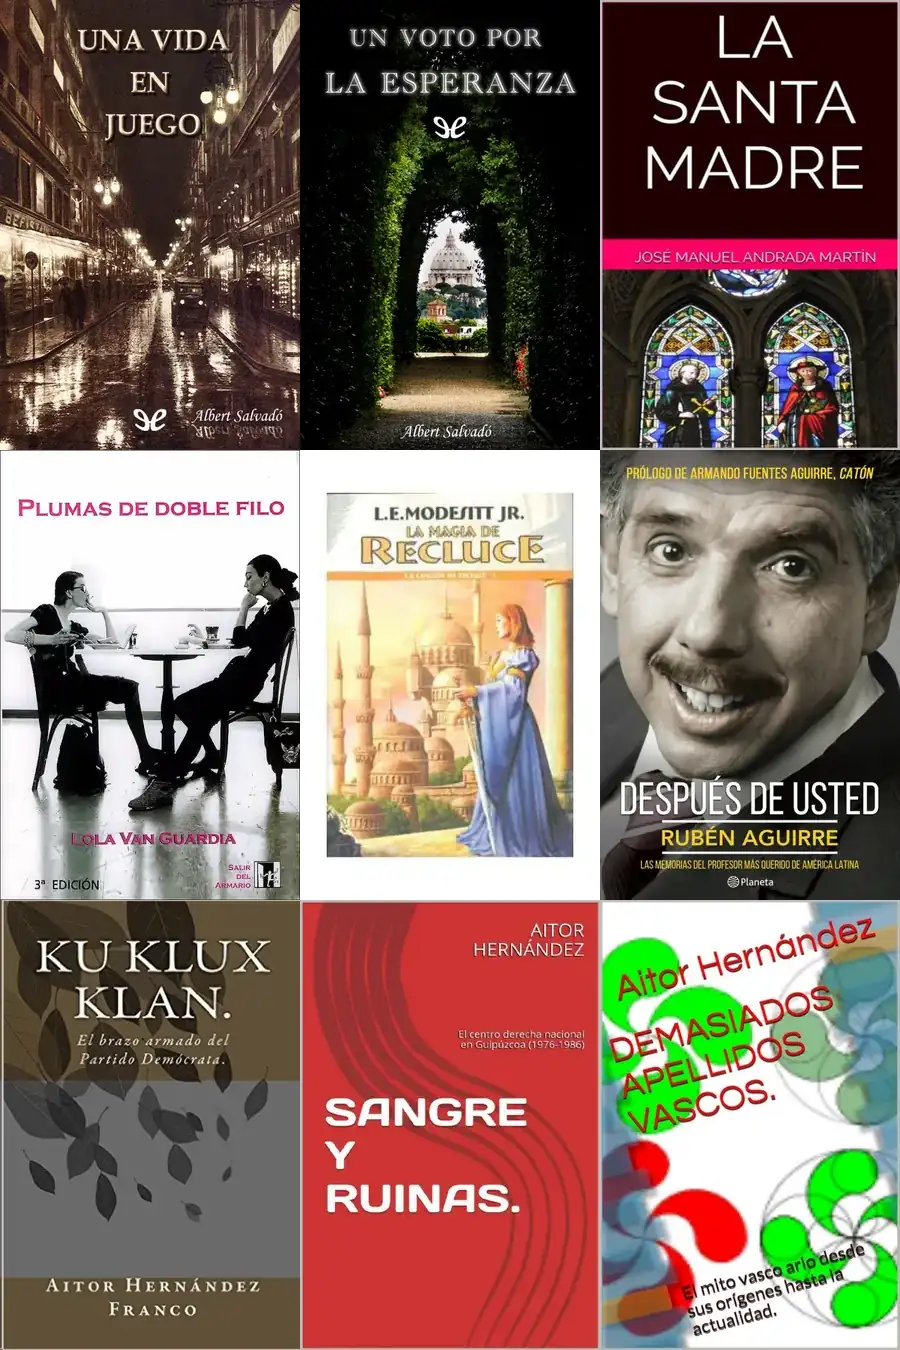 UNA VIDA
EN
JUEGO
Albert Salvadó
UN VOTO POR
LA ESPERANZA
Albert Salvadó
LA
SANTA
MADRE
JOSÉ MANUEL ANDRADA MARTÍN
PLUMAS DE DOBLE FILO
LOLA VAN GUARDIA
3ª EDICIÓN
SALIR
DEL
ARMARIO
L.E.MODESITT JR.
LA MAGIA DE
RECLUCE
PRÓLOGO DE ARMANDO FUENTES AGUIRRE, CATÓN
DESPUÉS DE USTED
RUBÉN AGUIRRE
LAS MEMORIAS DEL PROFESOR MÁS QUERIDO DE AMÉRICA LATINA
Planeta
KU KLUX
KLAN.
El brazo armado del
Partido Demócrata.
AITOR HERNÁNDEZ
FRANCO
AITOR
HERNÁNDEZ
El centro derecha nacional
en Guipúzcoa (1976-1986)
SANGRE
Y
RUINAS.
Aitor Hernández
DEMASIADOS
APELLIDOS
VASCOS.
El mito vasco ario desde
sus orígenes hasta la
actualidad.